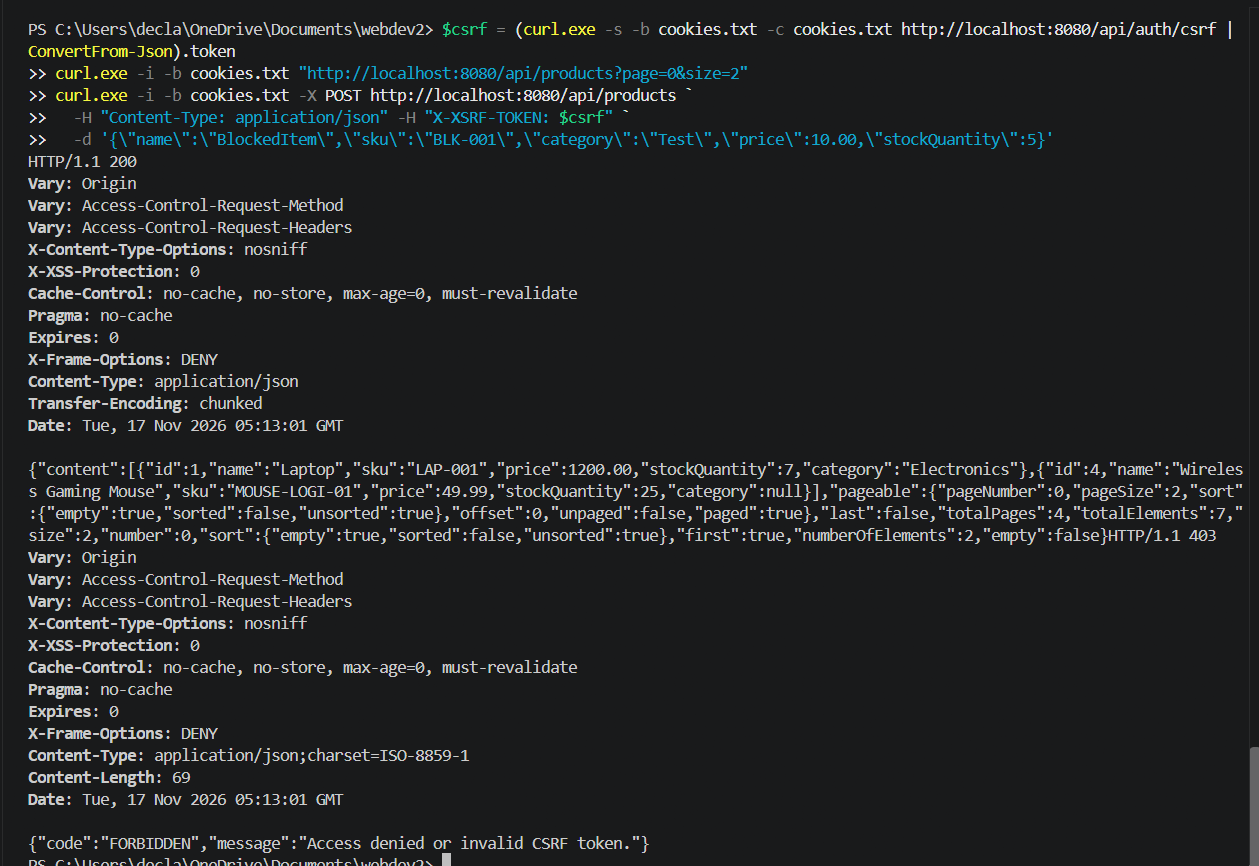 PS C:\Users\decla\OneDrive\Documents\webdev2> $csrf = (curl.exe -s -b cookies.txt -c cookies.txt http://localhost:8080/api/auth/csrf |
ConvertFrom-Json).token
>> curl.exe -i -b cookies.txt "http://localhost:8080/api/products?page=0&size=2"
>> curl.exe -i -b cookies.txt -X POST http://localhost:8080/api/products `
>>   -H "Content-Type: application/json" -H "X-XSRF-TOKEN: $csrf" `
>>   -d '{\"name\":\"BlockedItem\",\"sku\":\"BLK-001\",\"category\":\"Test\",\"price\":10.00,\"stockQuantity\":5}'
HTTP/1.1 200
Vary: Origin
Vary: Access-Control-Request-Method
Vary: Access-Control-Request-Headers
X-Content-Type-Options: nosniff
X-XSS-Protection: 0
Cache-Control: no-cache, no-store, max-age=0, must-revalidate
Pragma: no-cache
Expires: 0
X-Frame-Options: DENY
Content-Type: application/json
Transfer-Encoding: chunked
Date: Tue, 17 Nov 2026 05:13:01 GMT

{"content":[{"id":1,"name":"Laptop","sku":"LAP-001","price":1200.00,"stockQuantity":7,"category":"Electronics"},{"id":4,"name":"Wireles
s Gaming Mouse","sku":"MOUSE-LOGI-01","price":49.99,"stockQuantity":25,"category":null}],"pageable":{"pageNumber":0,"pageSize":2,"sort"
:{"empty":true,"sorted":false,"unsorted":true},"offset":0,"unpaged":false,"paged":true},"last":false,"totalPages":4,"totalElements":7,"
size":2,"number":0,"sort":{"empty":true,"sorted":false,"unsorted":true},"first":true,"numberOfElements":2,"empty":false}HTTP/1.1 403
Vary: Origin
Vary: Access-Control-Request-Method
Vary: Access-Control-Request-Headers
X-Content-Type-Options: nosniff
X-XSS-Protection: 0
Cache-Control: no-cache, no-store, max-age=0, must-revalidate
Pragma: no-cache
Expires: 0
X-Frame-Options: DENY
Content-Type: application/json;charset=ISO-8859-1
Content-Length: 69
Date: Tue, 17 Nov 2026 05:13:01 GMT

{"code":"FORBIDDEN","message":"Access denied or invalid CSRF token."}
PS C:\Users\decla\OneDrive\Documents\webdev2>